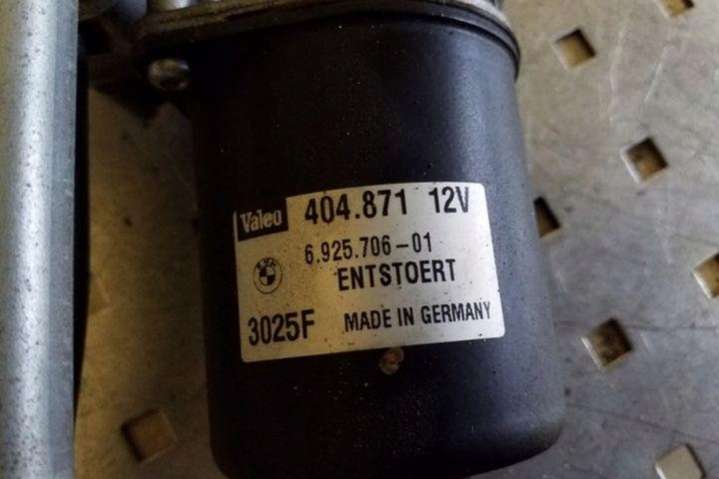 Valeo 404.871 12V
6.925.706-01
ENTSTOERT
3025F MADE IN GERMANY